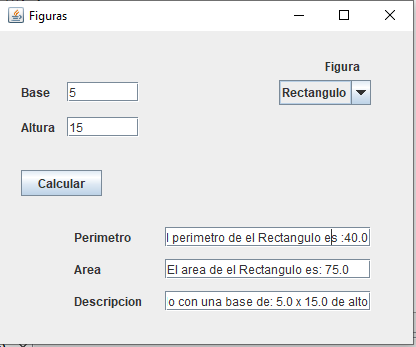 Figuras
Figura
Base 5
Rectangulo
Altura 15
Calcular
Perimetro l perimetro de el Rectangulo es :40.0
Area El area de el Rectangulo es: 75.0
Descripcion o con una base de: 5.0 x 15.0 de alto